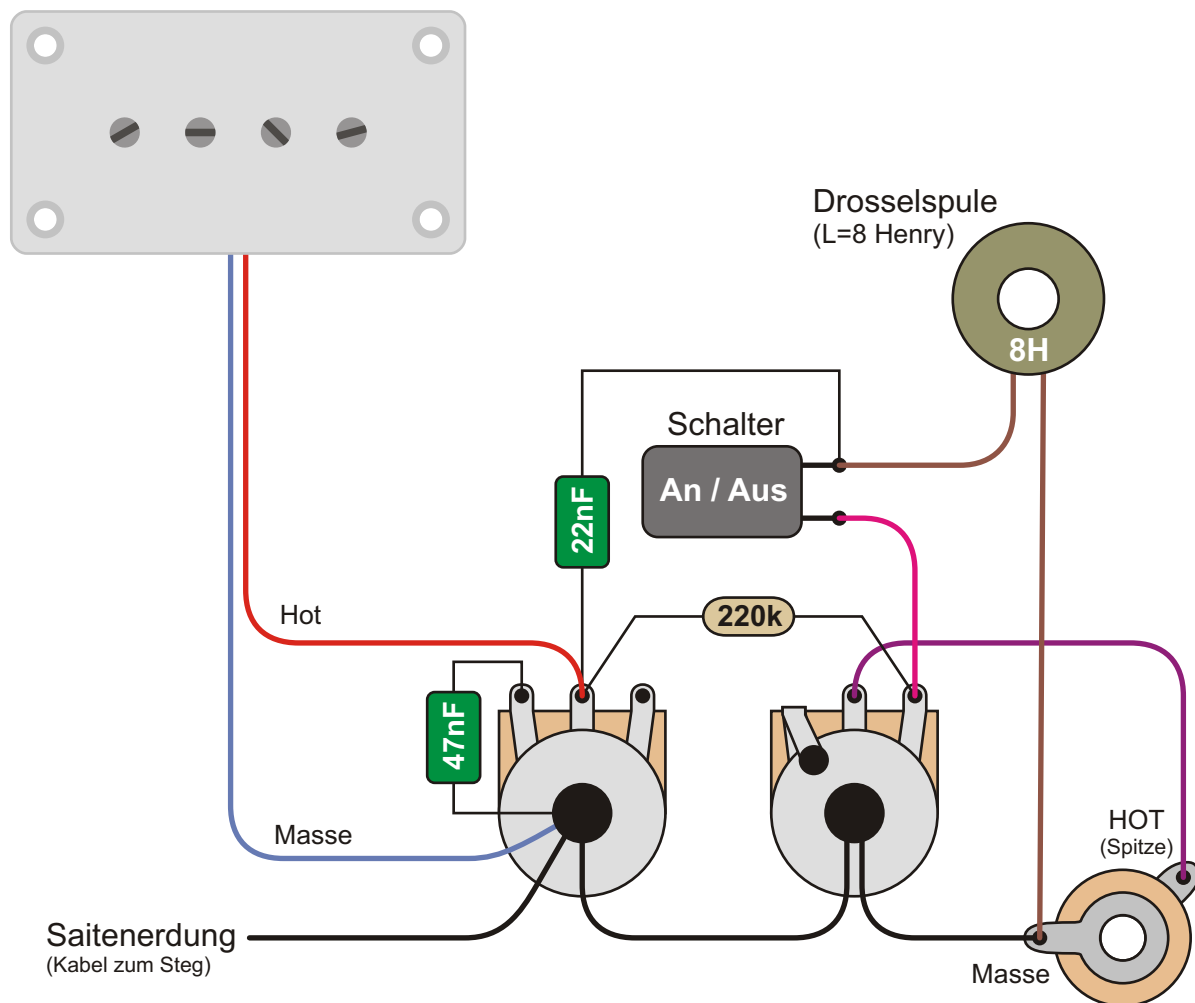 Drosselspule
(L=8 Henry)
8H
Schalter
An / Aus
22nF
220k
Hot
47nF
Masse
HOT
(Spitze)
Saitenerdung
(Kabel zum Steg)
Masse